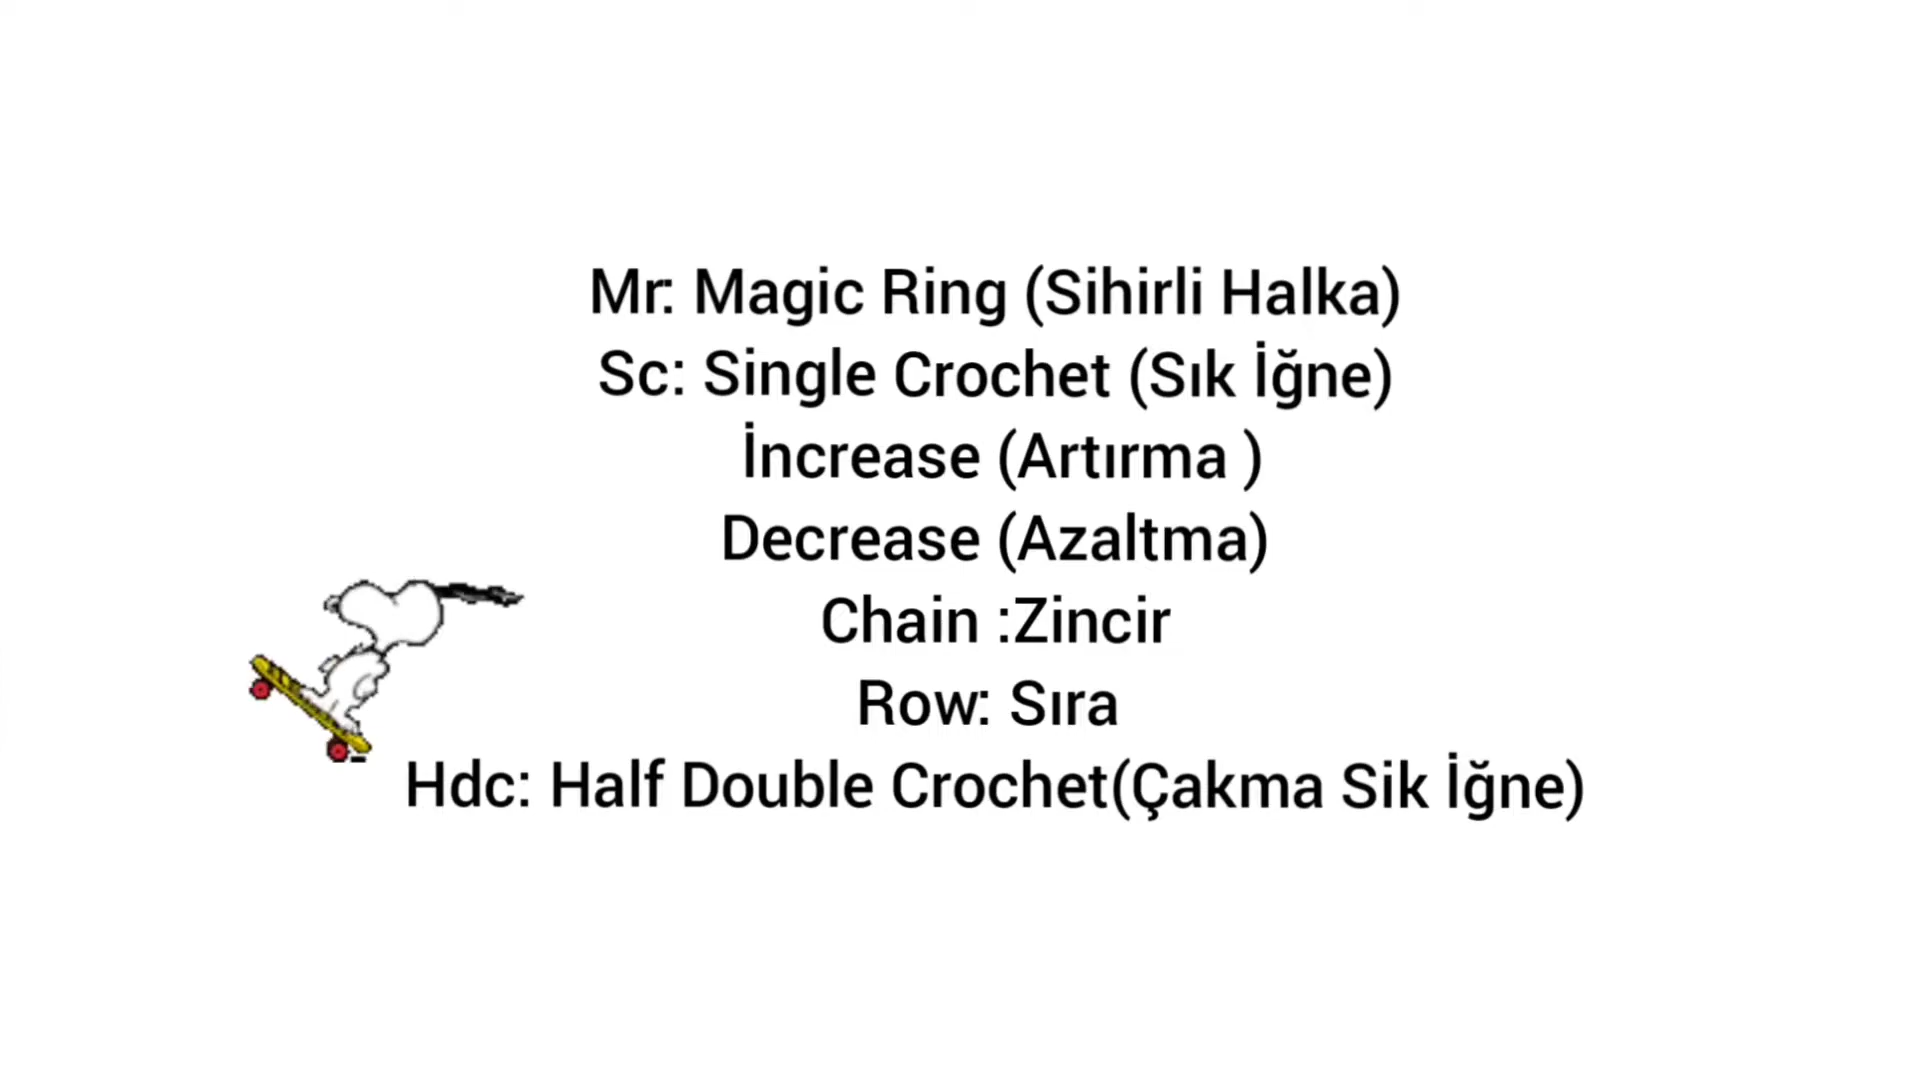 Mr: Magic Ring (Sihirli Halka)
Sc: Single Crochet (Sık İğne)
İncrease (Artırma )
Decrease (Azaltma)
Chain :Zincir
Row: Sıra
Hdc: Half Double Crochet(Çakma Sik İğne)